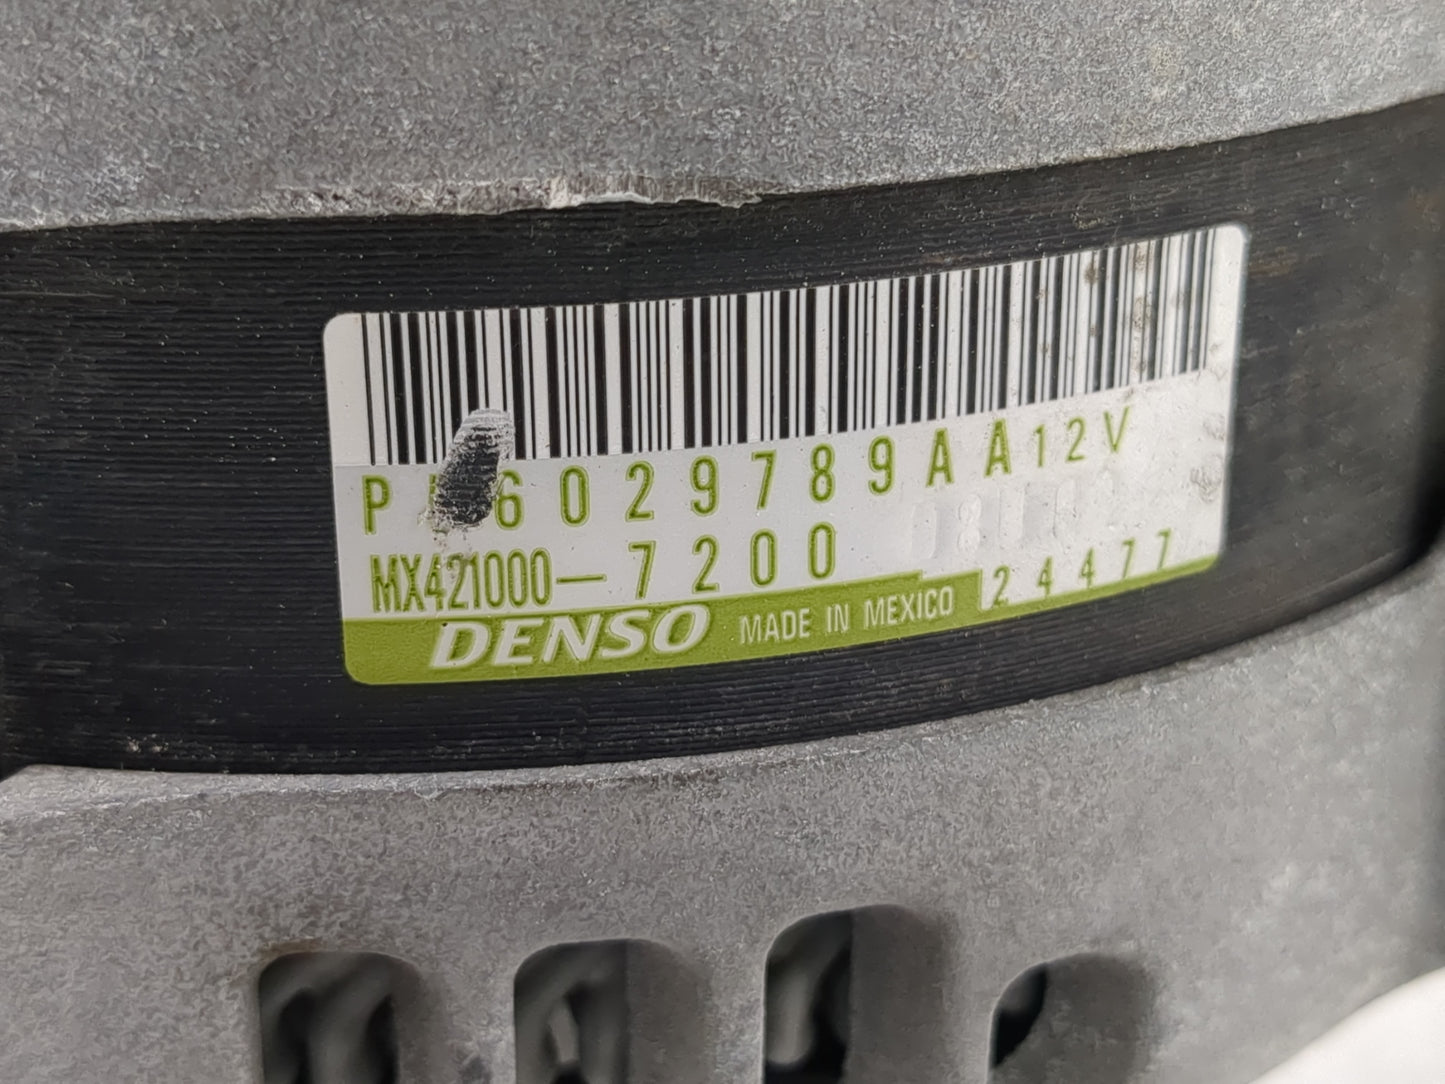 P 6029789AA 12V
MX421000-7200
DENSO MADE IN MEXICO 24477